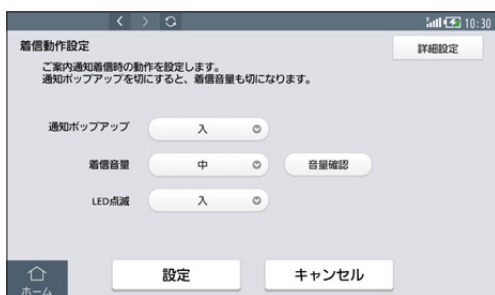 10:30
着信動作設定
詳細設定
ご案内通知着信時の動作を設定します。
通知ポップアップを切にすると、着信音量も切になります。
通知ポップアップ 入
着信音量 中 音量確認
LED点滅 入
ホーム 設定 キャンセル